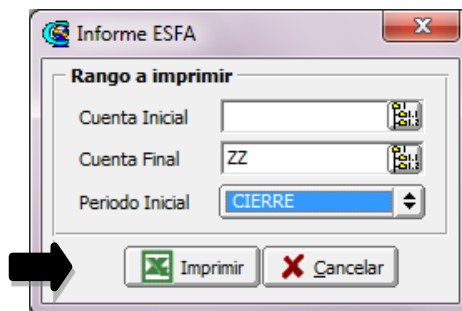 Informe ESFA
Rango a imprimir
Cuenta Inicial
Cuenta Final ZZ
Periodo Inicial CIERRE
Imprimir Cancelar